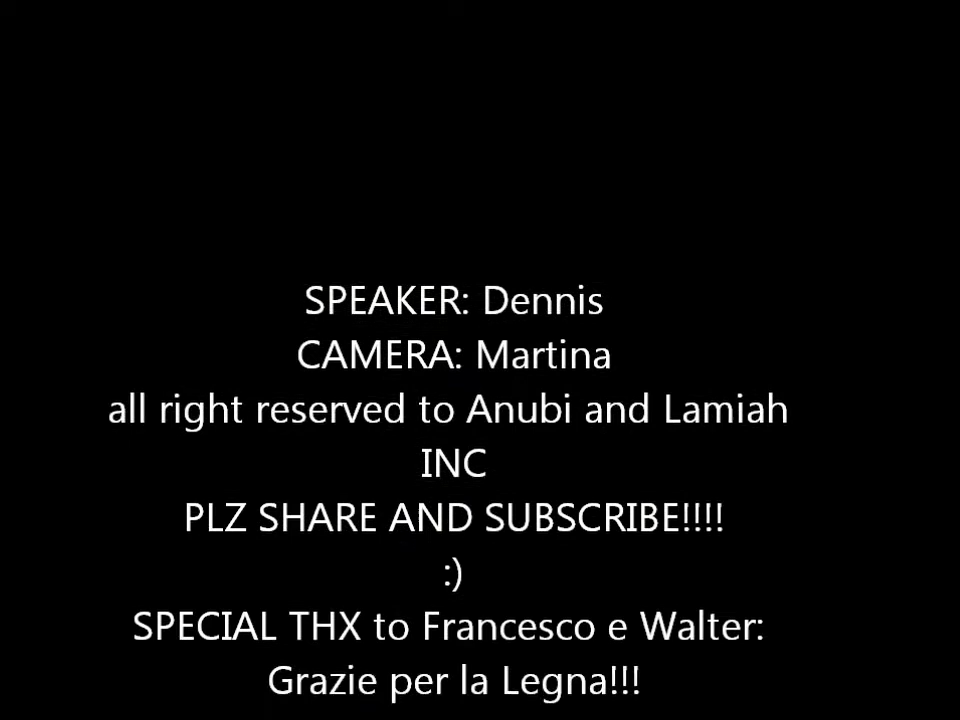 SPEAKER: Dennis
CAMERA: Martina
all right reserved to Anubi and Lamiah
INC
PLZ SHARE AND SUBSCRIBE!!!!
:)
SPECIAL THX to Francesco e Walter:
Grazie per la Legna!!!